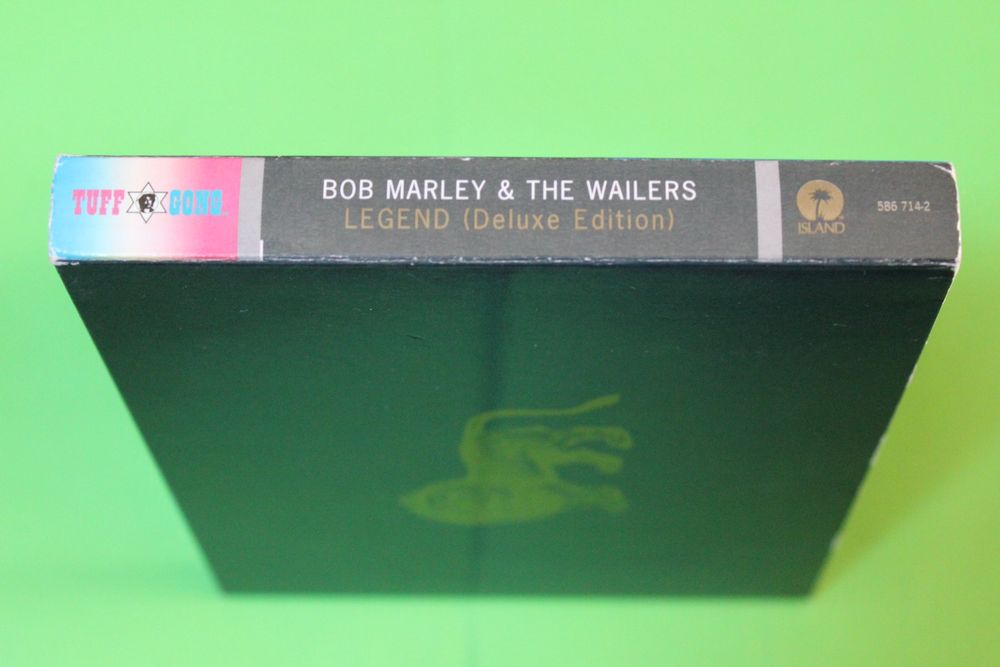 TUFF GONG
BOB MARLEY & THE WAILERS
LEGEND (Deluxe Edition)
ISLAND
586 714-2